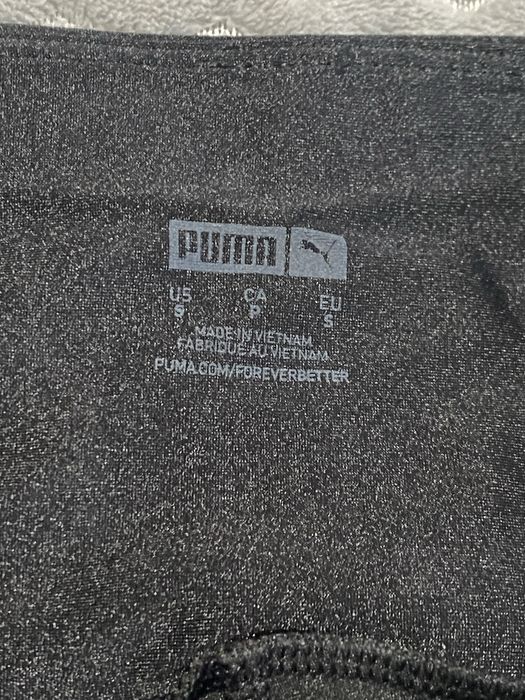 PUMA
US CA EU
S P S
MADE IN VIETNAM
FABRIQUÉ AU VIETNAM
PUMA.COM/FOREVERBETTER